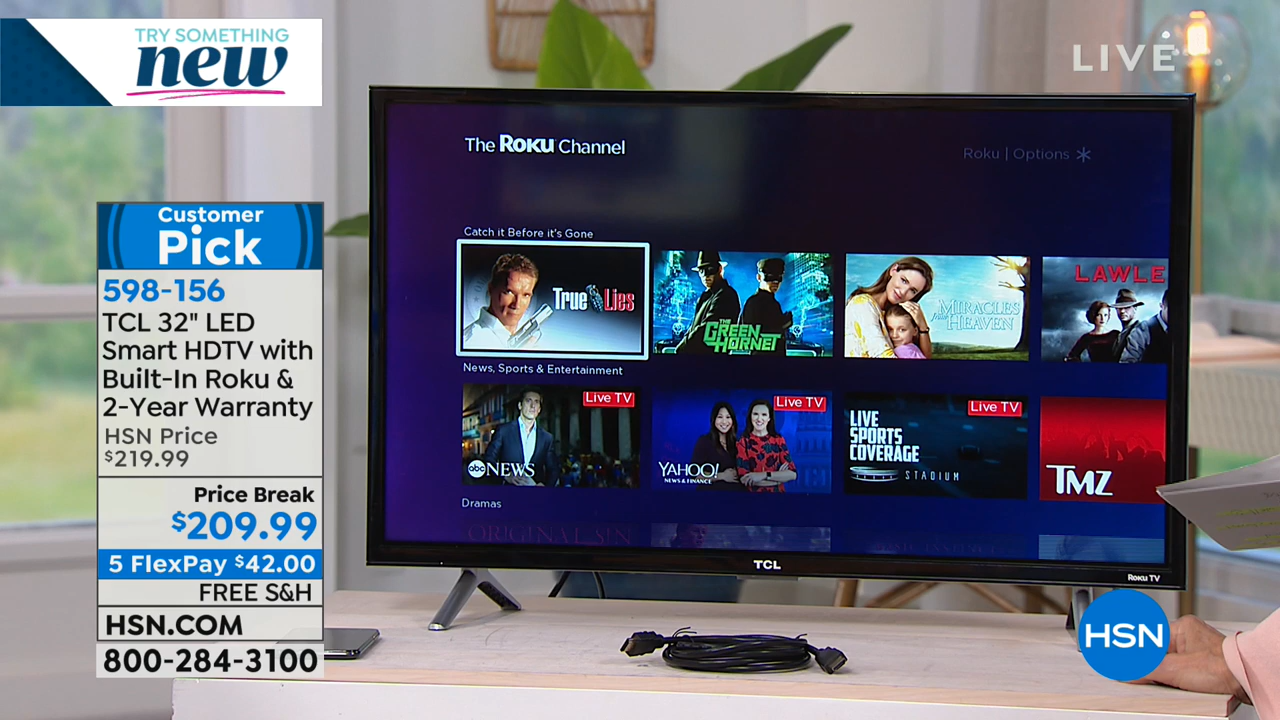 TRY SOMETHING
new
LIVE
Customer
Pick
598-156
TCL 32" LED
Smart HDTV with
Built-In Roku &
2-Year Warranty
HSN Price
$219.99
Price Break
$209.99
5 FlexPay $42.00
FREE S&H
HSN.COM
800-284-3100
The Roku Channel
Roku | Options
Catch it Before it's Gone
True Lies
THE
GREEN
HORNET
MIRACLES
from
HEAVEN
LAWLE
News, Sports & Entertainment
Live TV
abc NEWS
Live TV
YAHOO!
NEWS & FINANCE
Live TV
LIVE
SPORTS
COVERAGE
STADIUM
TMZ
Dramas
ORIGINAL SIN
TCL
Roku TV
HSN